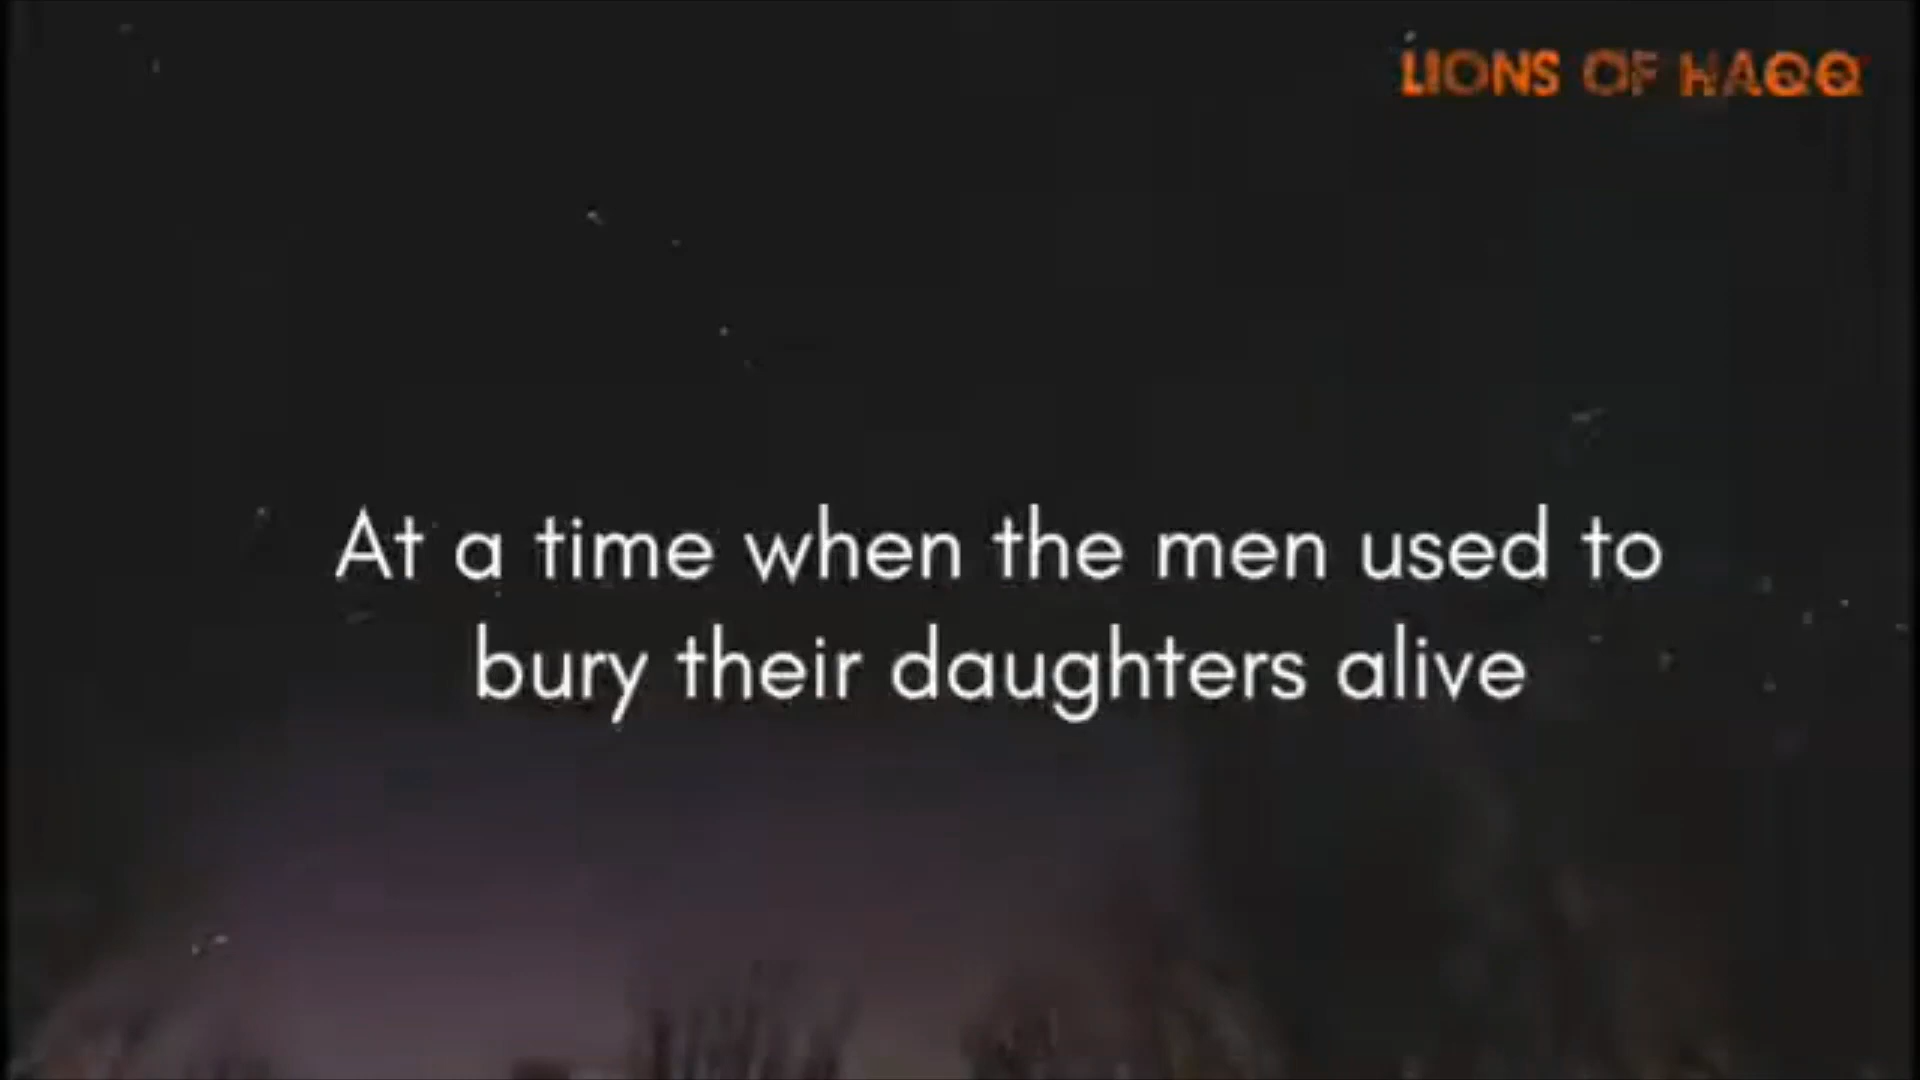 LIONS OF HAQQ
At a time when the men used to
bury their daughters alive